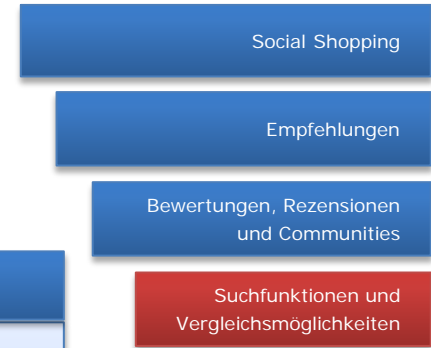 Social Shopping
Empfehlungen
Bewertungen, Rezensionen
und Communities
Suchfunktionen und
Vergleichsmöglichkeiten